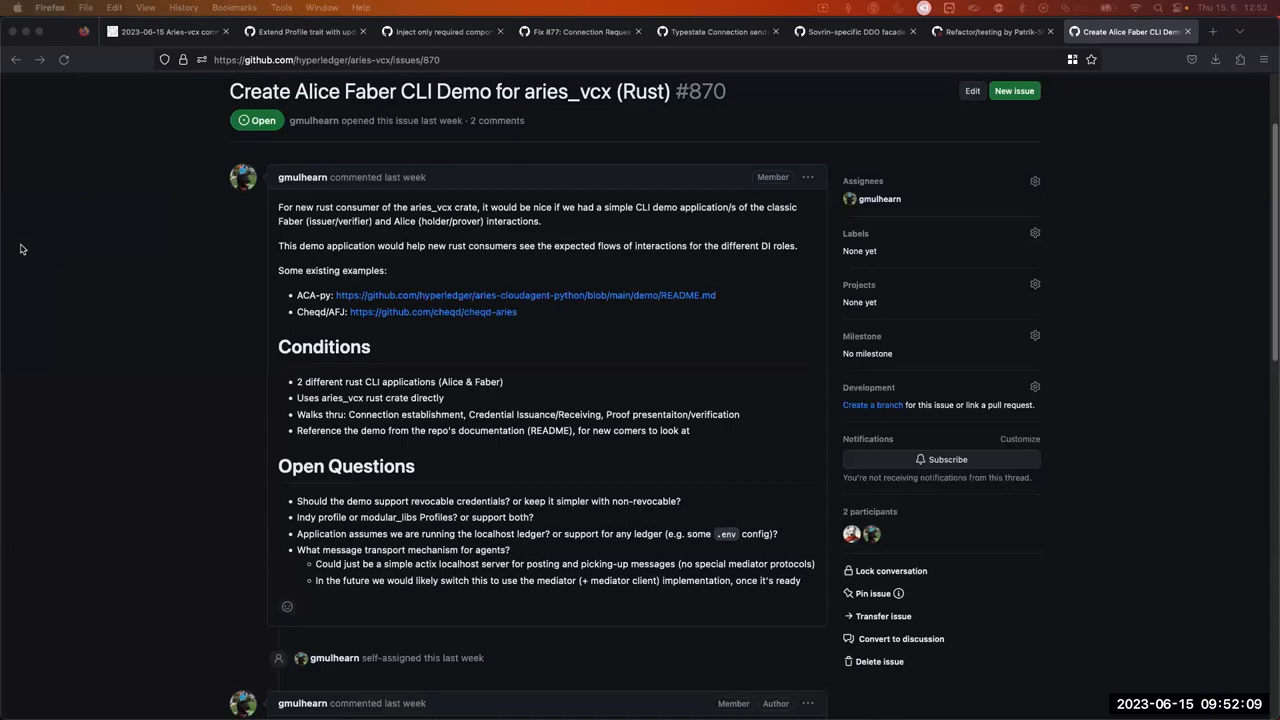 Firefox File Edit View History Bookmarks Tools Window Help Thu 15. 6 12:52
2023-06-15 Aries-vcx com Extend Profile trait with up Inject only required compo Fix 877: Connection Reque Typestate Connection send Sovrin-specific DDO facade Refactor/testing by Patrik-S Create Alice Faber CLI Dem
https://github.com/hyperledger/aries-vcx/issues/870
Create Alice Faber CLI Demo for aries_vcx (Rust) #870
Edit
New issue
Open
gmulhearn opened this issue last week · 2 comments
gmulhearn commented last week
Member
For new rust consumer of the aries_vcx crate, it would be nice if we had a simple CLI demo application/s of the classic
Faber (issuer/verifier) and Alice (holder/prover) interactions.
This demo application would help new rust consumers see the expected flows of interactions for the different DI roles.
Some existing examples:
• ACA-py: https://github.com/hyperledger/aries-cloudagent-python/blob/main/demo/README.md
• Cheqd/AFJ: https://github.com/cheqd/cheqd-aries
Conditions
• 2 different rust CLI applications (Alice & Faber)
• Uses aries_vcx rust crate directly
• Walks thru: Connection establishment, Credential Issuance/Receiving, Proof presentaiton/verification
• Reference the demo from the repo's documentation (README), for new comers to look at
Open Questions
• Should the demo support revocable credentials? or keep it simpler with non-revocable?
• Indy profile or modular_libs Profiles? or support both?
• Application assumes we are running the localhost ledger? or support for any ledger (e.g. some .env config)?
• What message transport mechanism for agents?
◦ Could just be a simple actix localhost server for posting and picking-up messages (no special mediator protocols)
◦ In the future we would likely switch this to use the mediator (+ mediator client) implementation, once it's ready
gmulhearn self-assigned this last week
gmulhearn commented last week
Member
Author
Assignees
gmulhearn
Labels
None yet
Projects
None yet
Milestone
No milestone
Development
Create a branch for this issue or link a pull request.
Notifications
Customize
Subscribe
You're not receiving notifications from this thread.
2 participants
Lock conversation
Pin issue
Transfer issue
Convert to discussion
Delete issue
2023-06-15 09:52:09